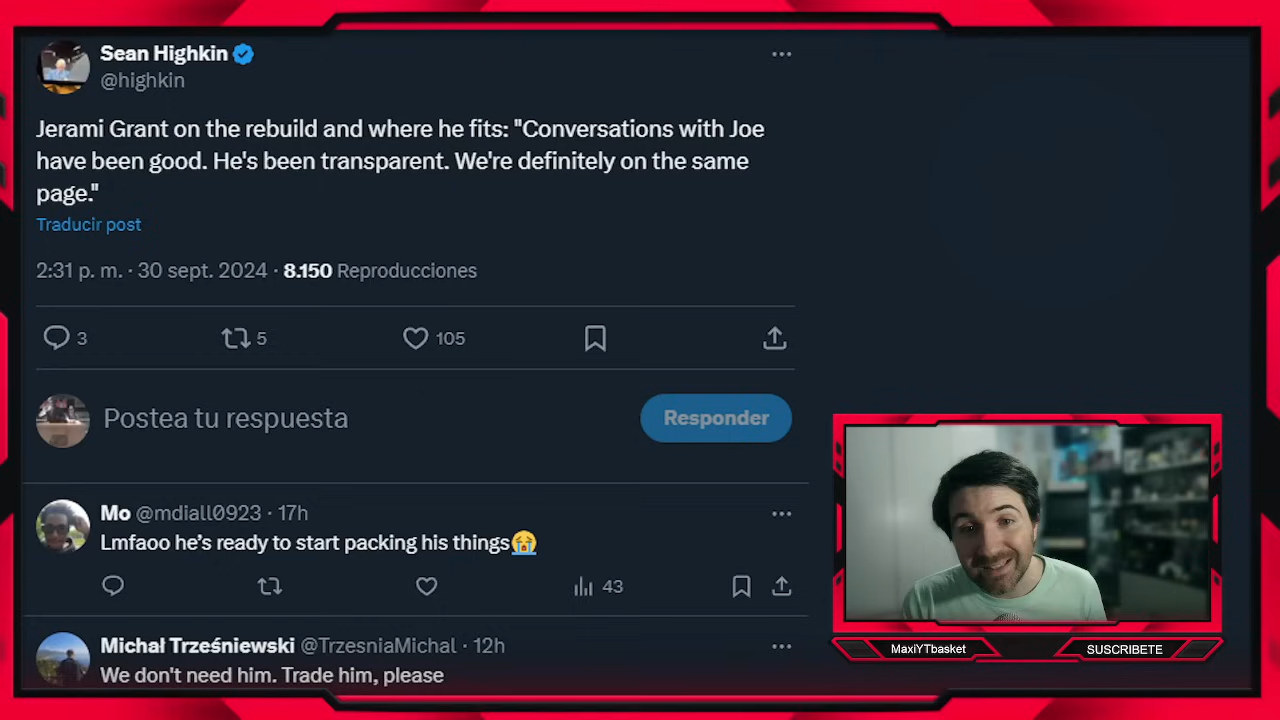 Sean Highkin
@highkin
Jerami Grant on the rebuild and where he fits: "Conversations with Joe
have been good. He's been transparent. We're definitely on the same
page."
Traducir post
2:31 p. m. · 30 sept. 2024 · 8.150 Reproducciones
3 5 105
Postea tu respuesta
Responder
Mo @mdiall0923 · 17h
Lmfaoo he’s ready to start packing his things😭
43
Michał Trześniewski @TrzesniaMichal · 12h
We don't need him. Trade him, please
MaxiYTbasket
SUSCRIBETE